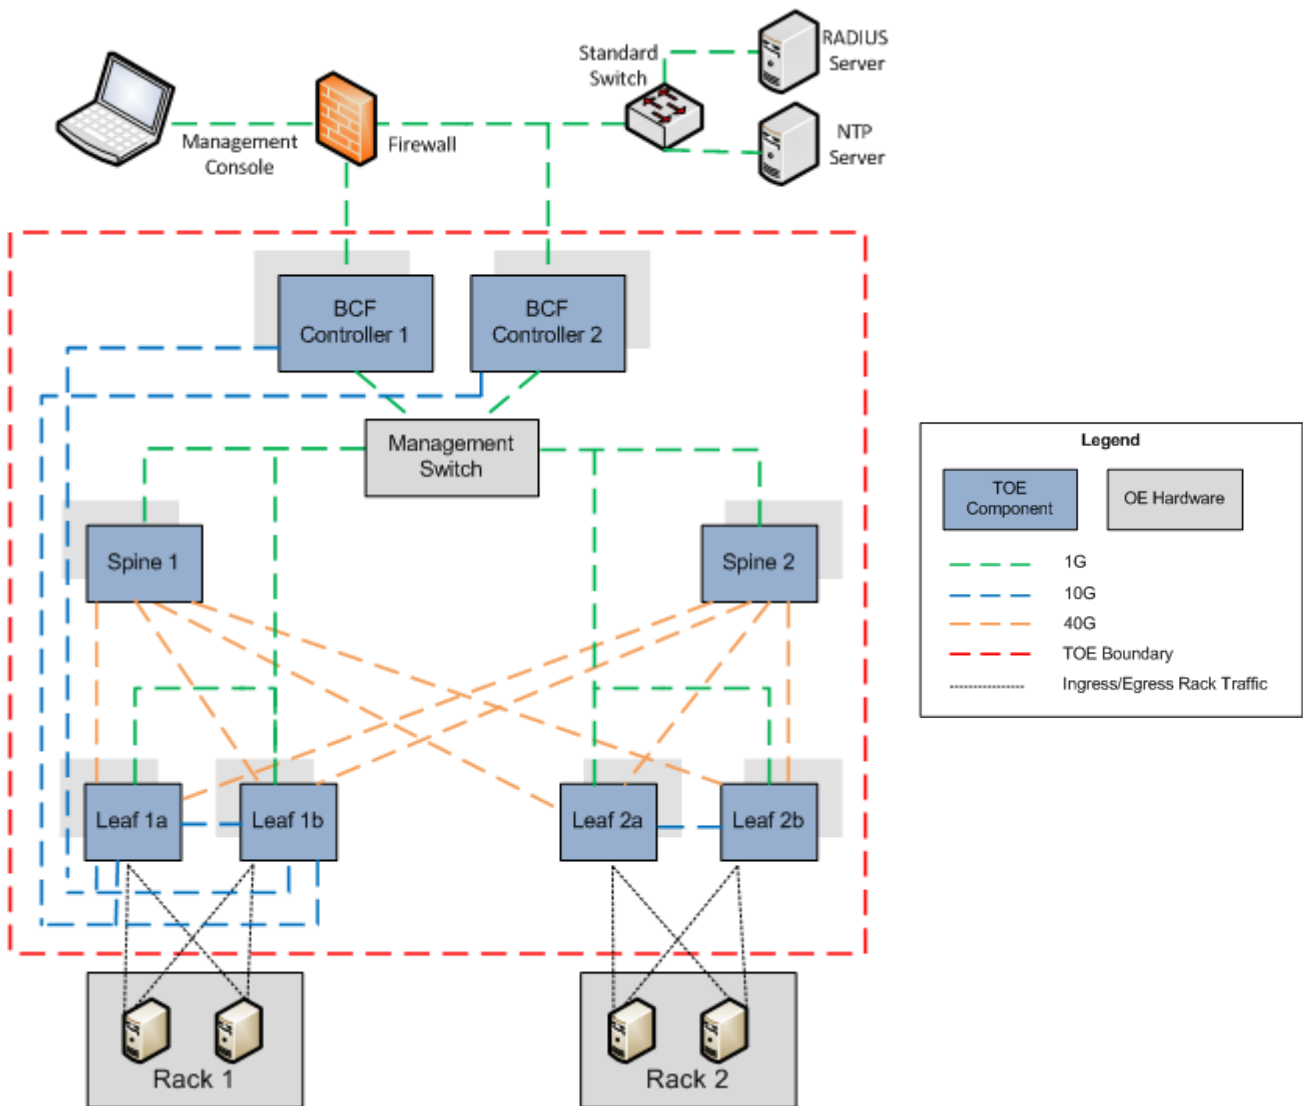 RADIUS
Server
Standard
Switch
Management
Console
Firewall
NTP
Server
BCF
Controller 1
BCF
Controller 2
Management
Switch
Spine 1
Spine 2
Leaf 1a
Leaf 1b
Leaf 2a
Leaf 2b
Rack 1
Rack 2
Legend
TOE
Component
OE Hardware
1G
10G
40G
TOE Boundary
Ingress/Egress Rack Traffic